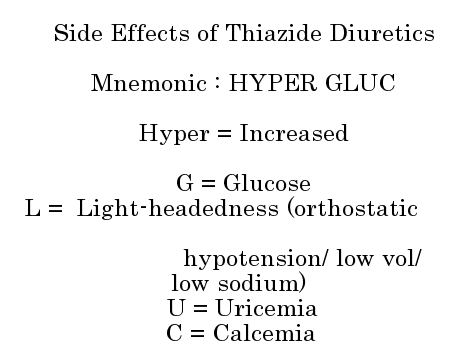 Side Effects of Thiazide Diuretics
Mnemonic : HYPER GLUC
Hyper = Increased
G = Glucose
L = Light-headedness (orthostatic
hypotension/ low vol/
low sodium)
U = Uricemia
C = Calcemia